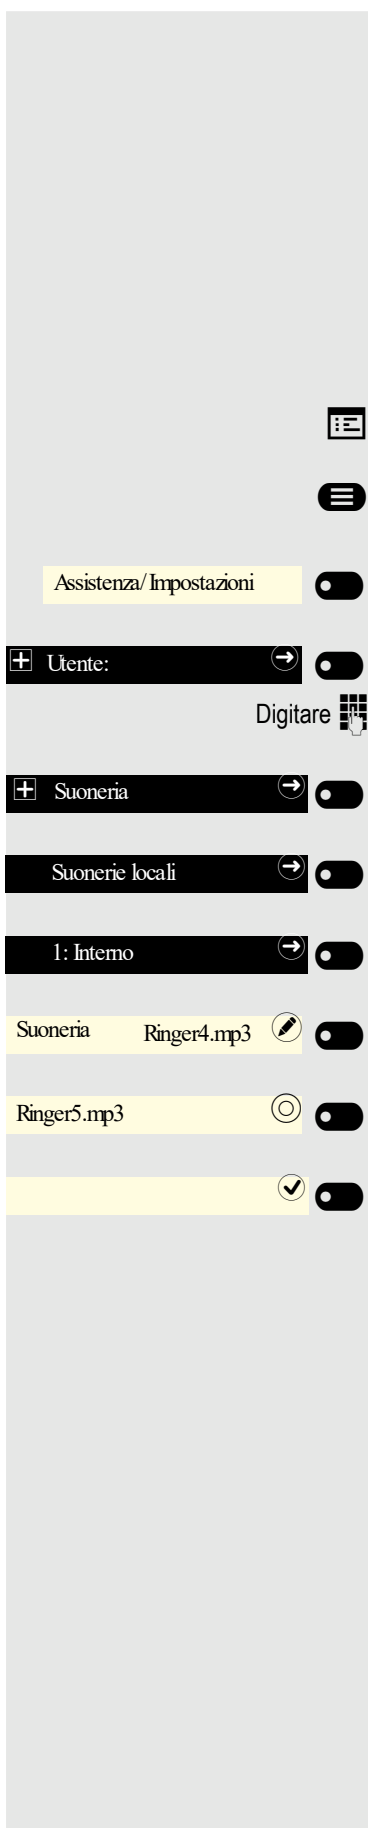 Assistenza/Impostazioni
Utente:
Digitare
Suoneria
Suonerie locali
1: Interno
Suoneria Ringer4.mp3
Ringer5.mp3